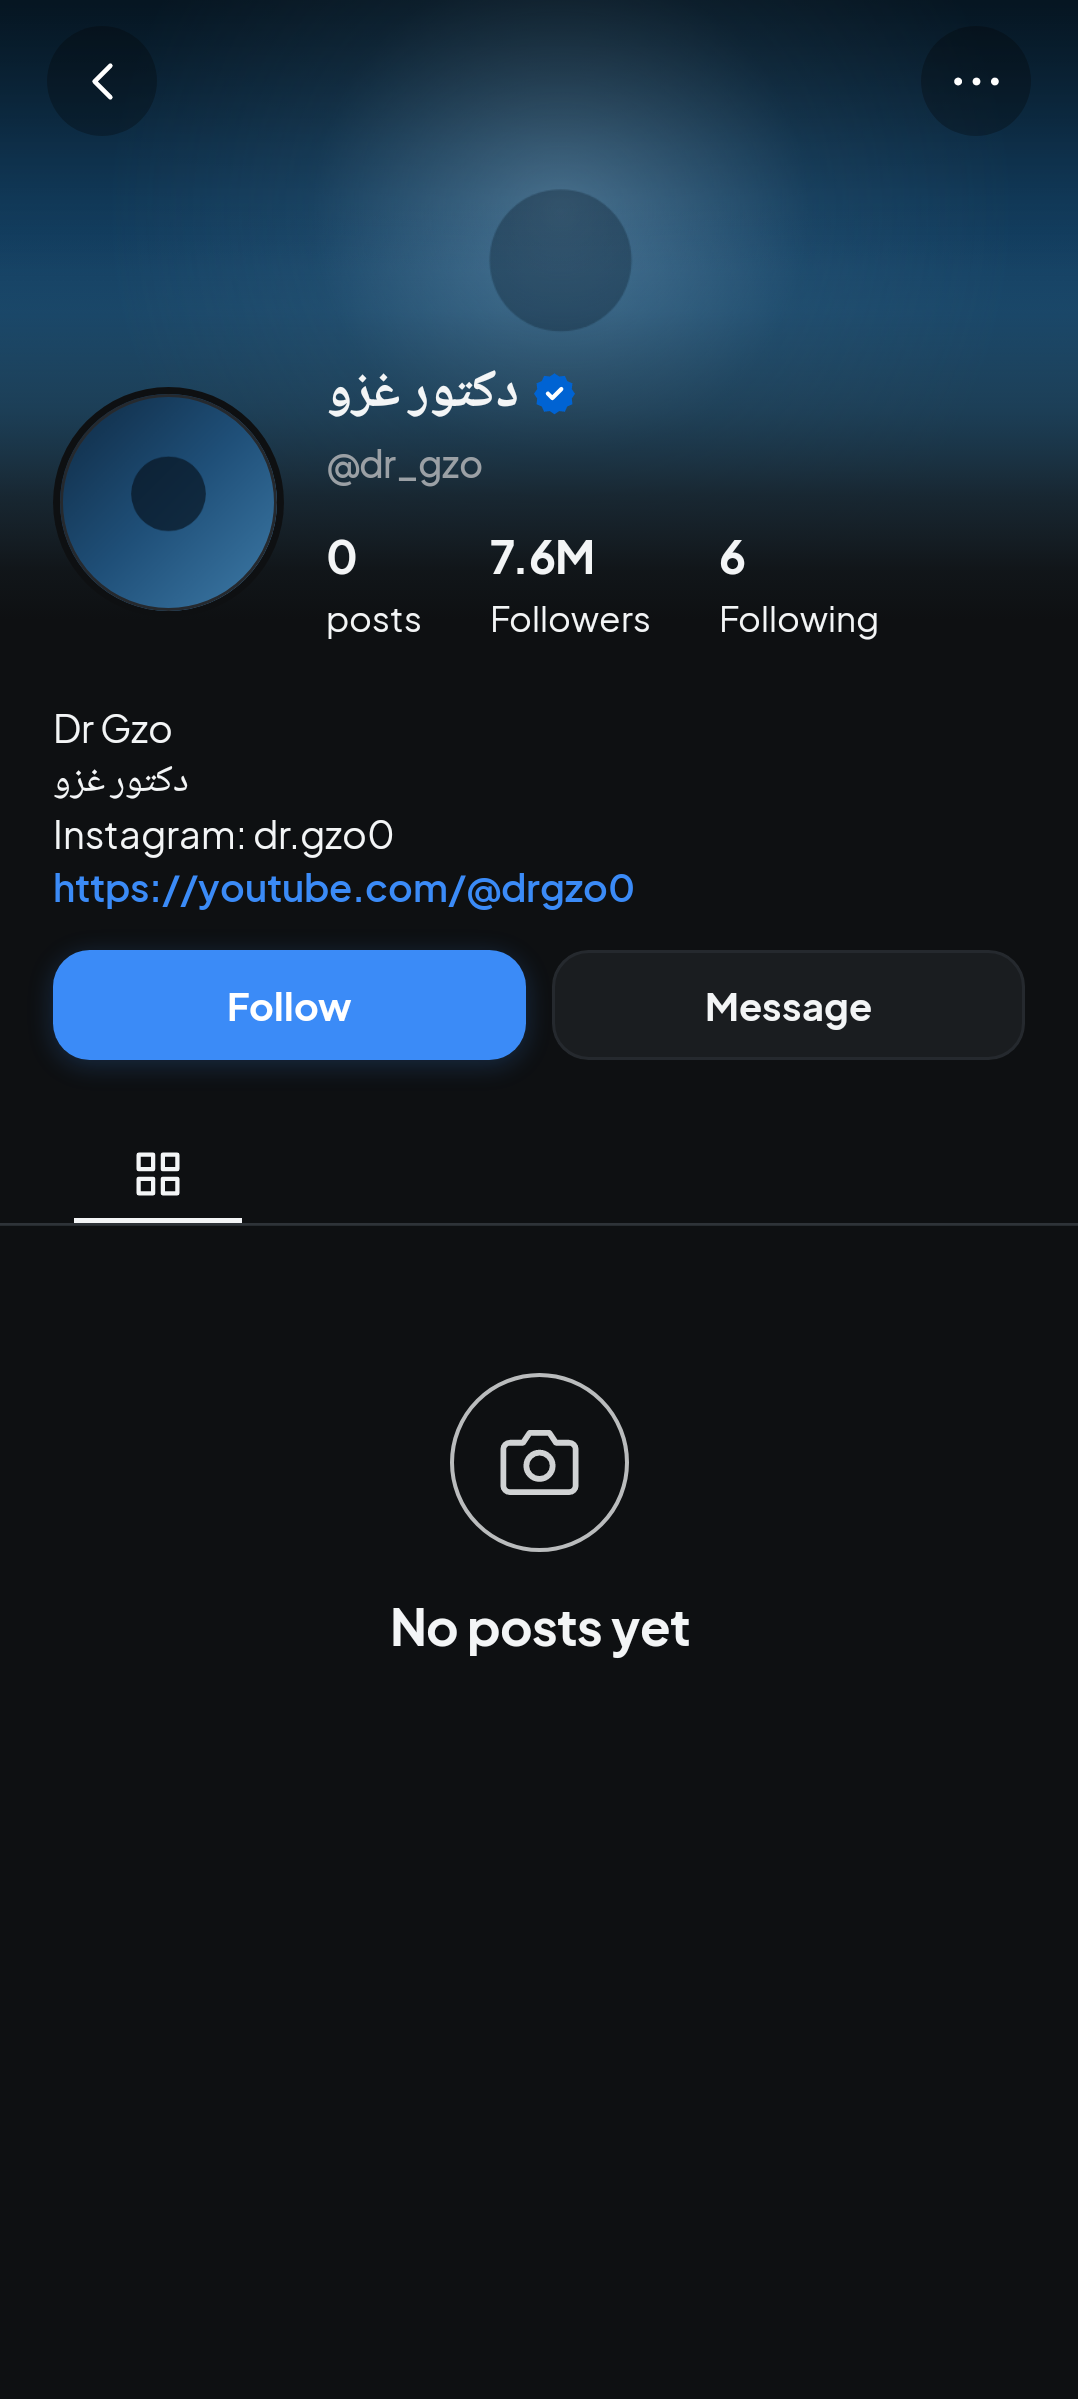 دكتور غزو
@dr_gzo
0 7.6M 6
posts Followers Following
Dr Gzo
دكتور غزو
Instagram: dr.gzo0
https://youtube.com/@drgzo0
Follow Message
No posts yet